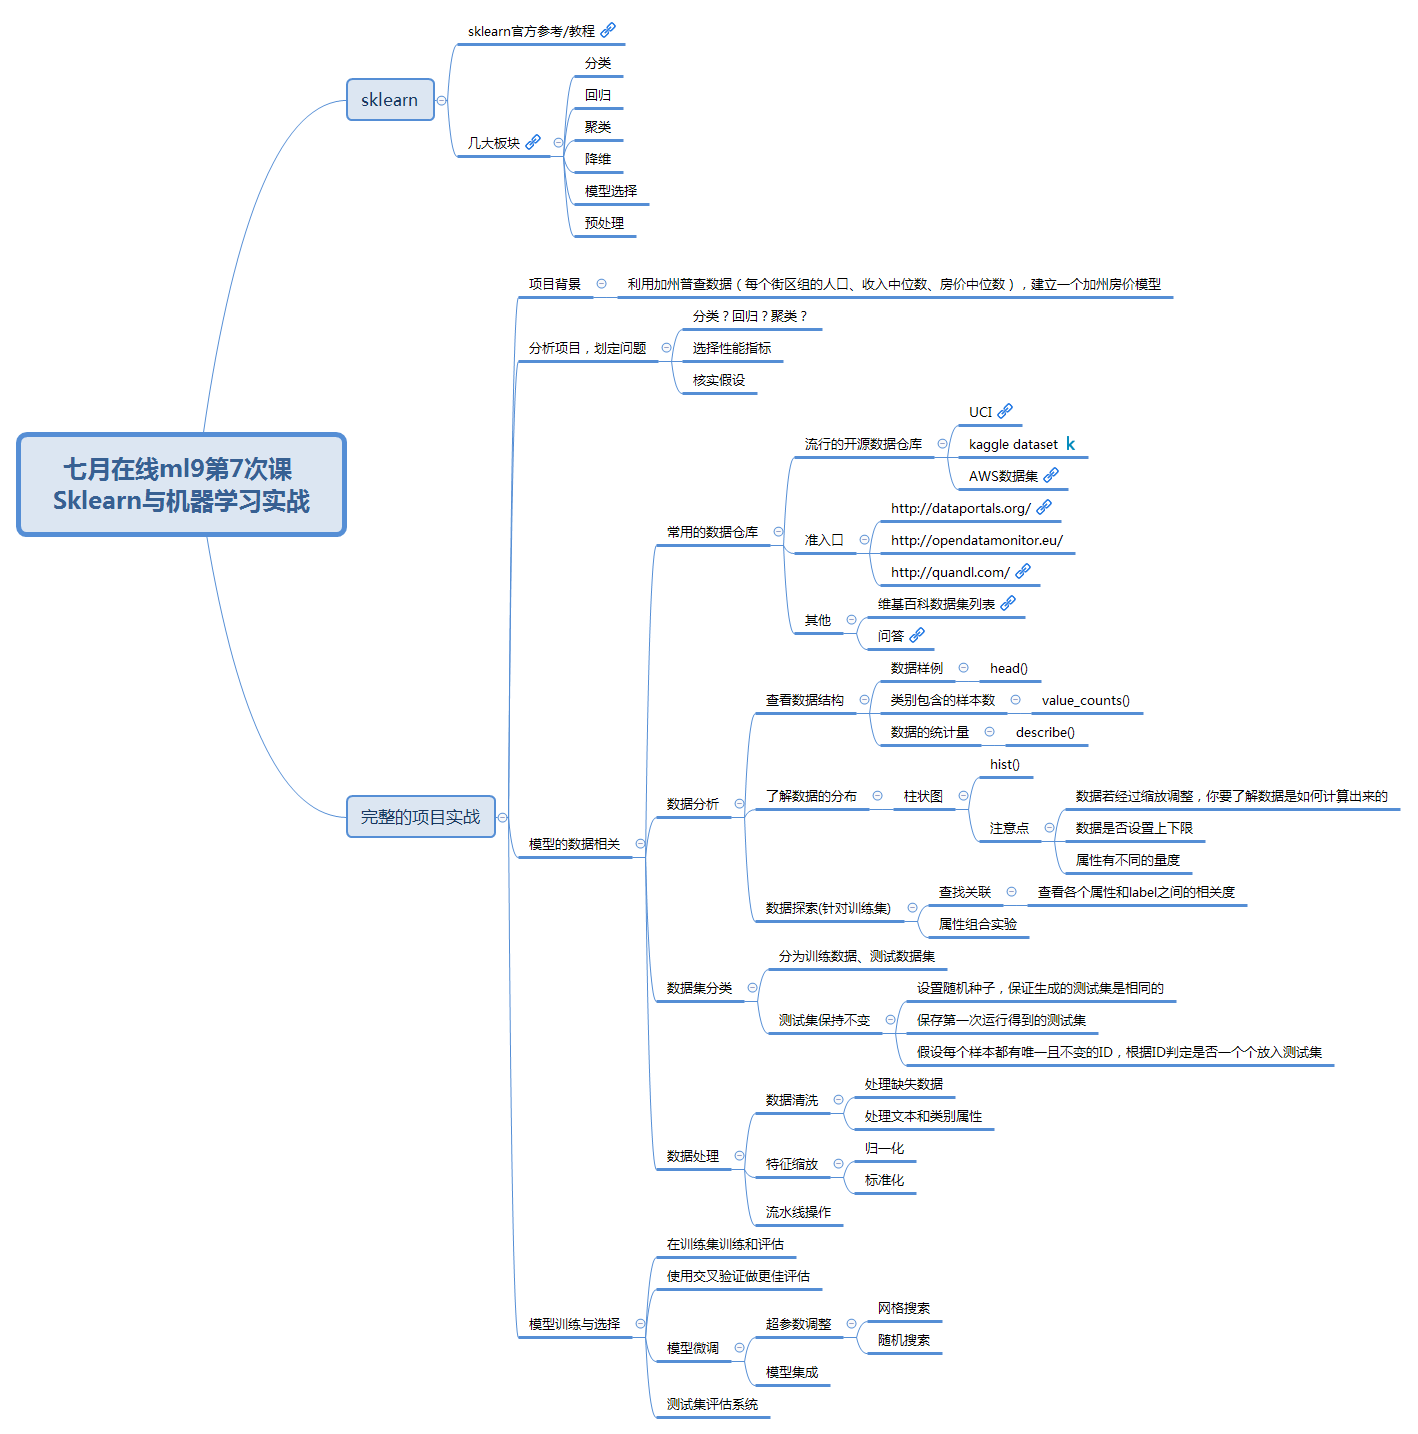 sklearn官方参考/教程
分类
回归
sklearn
聚类
几大板块
降维
模型选择
预处理
项目背景
利用加州普查数据（每个街区组的人口、收入中位数、房价中位数），建立一个加州房价模型
分类？回归？聚类？
分析项目，划定问题
选择性能指标
核实假设
七月在线ml9第7次课
Sklearn与机器学习实战
UCI
流行的开源数据仓库
kaggle dataset
AWS数据集
常用的数据仓库
http://dataportals.org/
准入口
http://opendatamonitor.eu/
http://quandl.com/
其他
维基百科数据集列表
问答
数据样例
head()
查看数据结构
类别包含的样本数
value_counts()
数据的统计量
describe()
完整的项目实战
模型的数据相关
数据分析
了解数据的分布
柱状图
hist()
注意点
数据若经过缩放调整，你要了解数据是如何计算出来的
数据是否设置上下限
属性有不同的量度
数据探索(针对训练集)
查找关联
查看各个属性和label之间的相关度
属性组合实验
数据集分类
分为训练数据、测试数据集
测试集保持不变
设置随机种子，保证生成的测试集是相同的
保存第一次运行得到的测试集
假设每个样本都有唯一且不变的ID，根据ID判定是否一个个放入测试集
数据处理
数据清洗
处理缺失数据
处理文本和类别属性
特征缩放
归一化
标准化
流水线操作
模型训练与选择
在训练集训练和评估
使用交叉验证做更佳评估
模型微调
超参数调整
网格搜索
随机搜索
模型集成
测试集评估系统